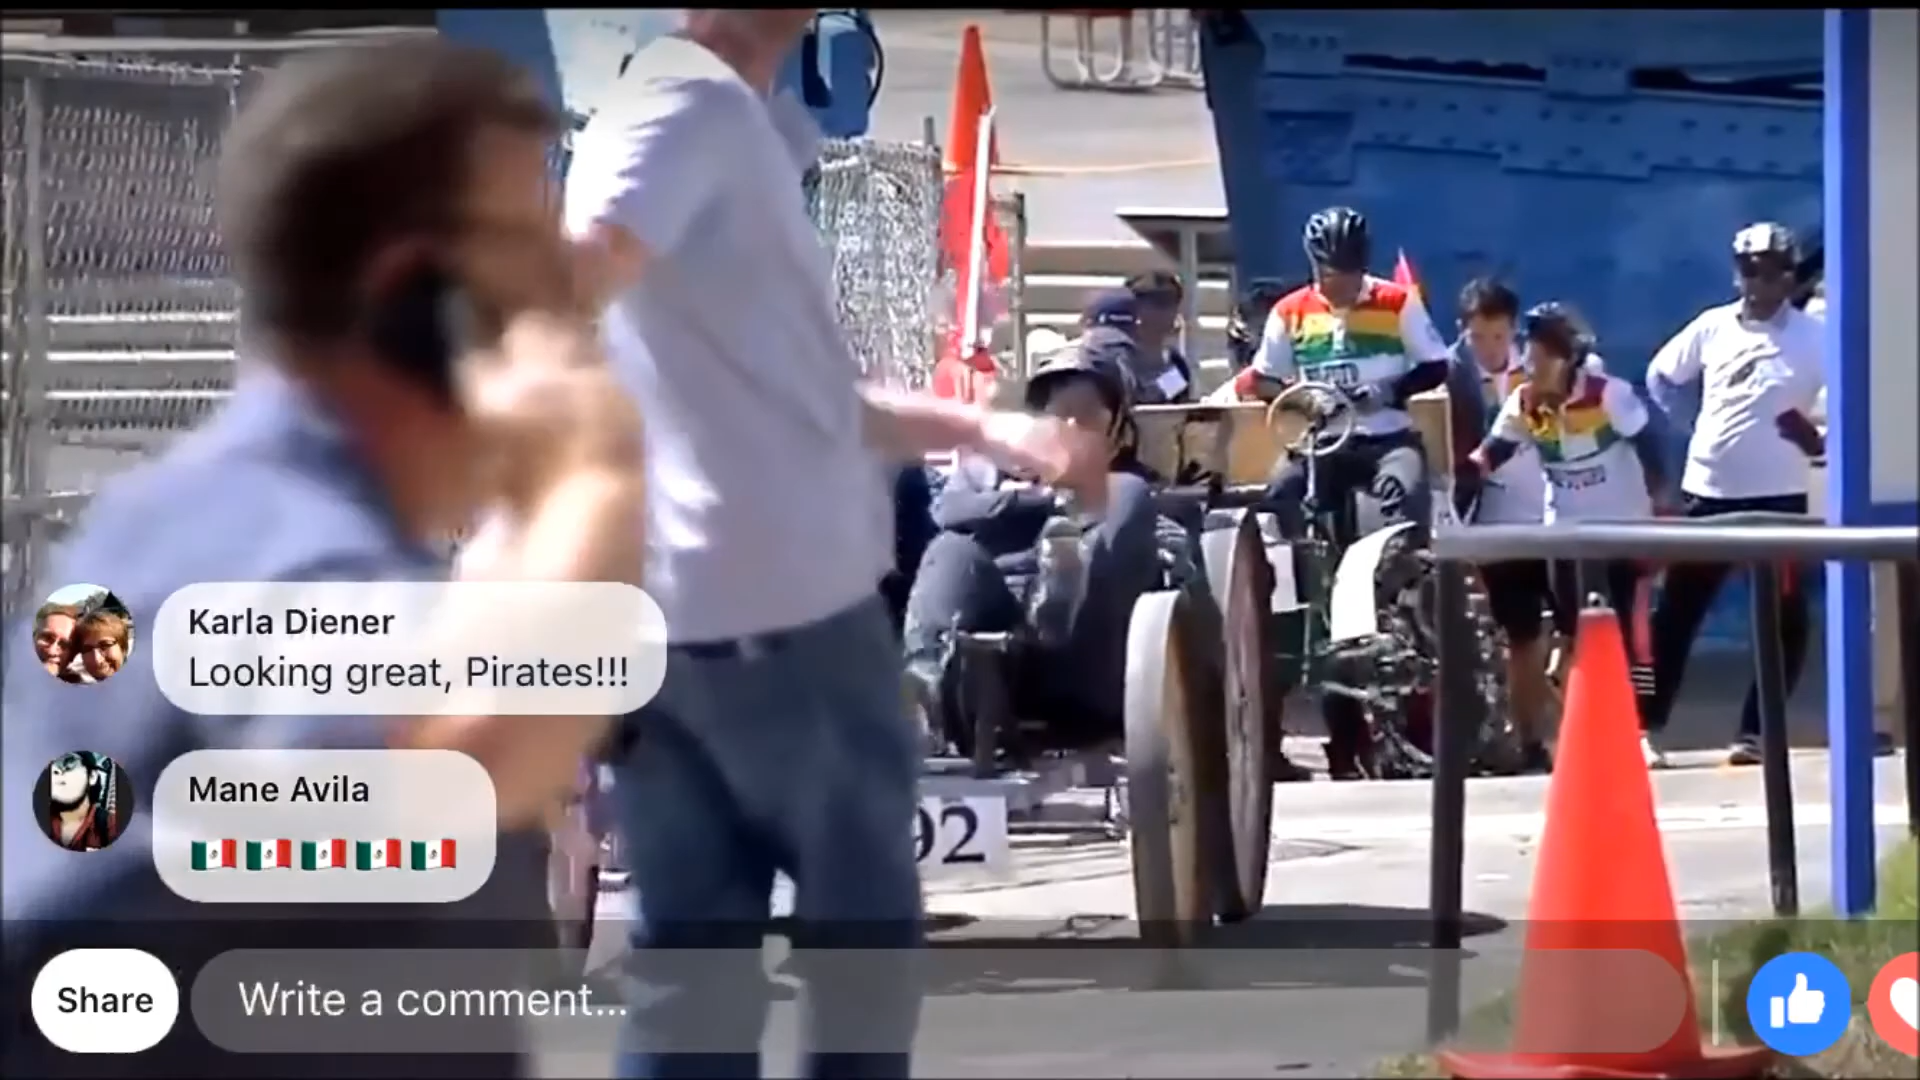 Karla Diener
Looking great, Pirates!!!
Mane Avila
🇲🇽🇲🇽🇲🇽🇲🇽🇲🇽
92
Share
Write a comment...